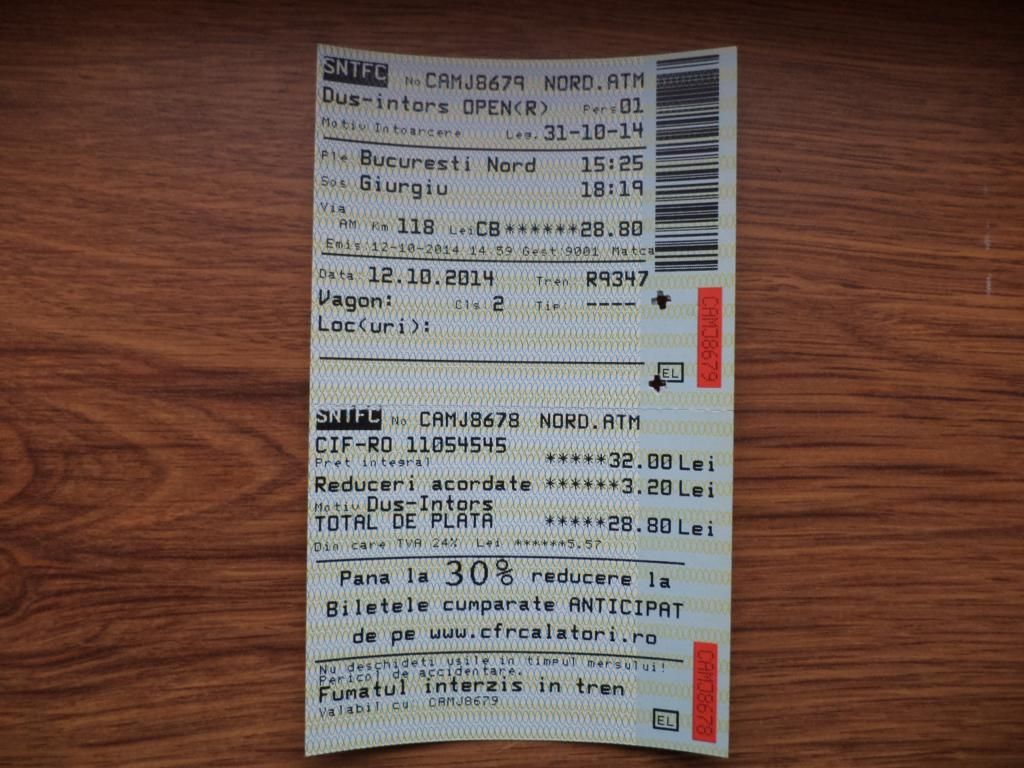 SNTFC No CAMJ8679 NORD.ATM
Dus-intors OPEN(R) Pers 01
Motiv Intoarcere Leg. 31-10-14
Ple Bucuresti Nord 15:25
Sos Giurgiu 18:19
Via
AM Km 118 Lei CB******28.80
Emis 12-10-2014 14.59 Gest 9001 Matca
Data 12.10.2014 Tren R9347
Vagon: Cls 2 Tip ----
Loc(uri):
CAMJ8679
EL
SNTFC No CAMJ8678 NORD.ATM
CIF-RO 11054545
Pret integral *****32.00 Lei
Reduceri acordate ******3.20 Lei
Motiv Dus-Intors
TOTAL DE PLATA *****28.80 Lei
Din care TVA 24% Lei ******5.57
Pana la 30% reducere la
Biletele cumparate ANTICIPAT
de pe www.cfrcalatori.ro
Nu deschideti usile in timpul mersului!
Pericol de accidentare.
Fumatul interzis in tren
Valabil cu CAMJ8679
EL
CAMJ8678